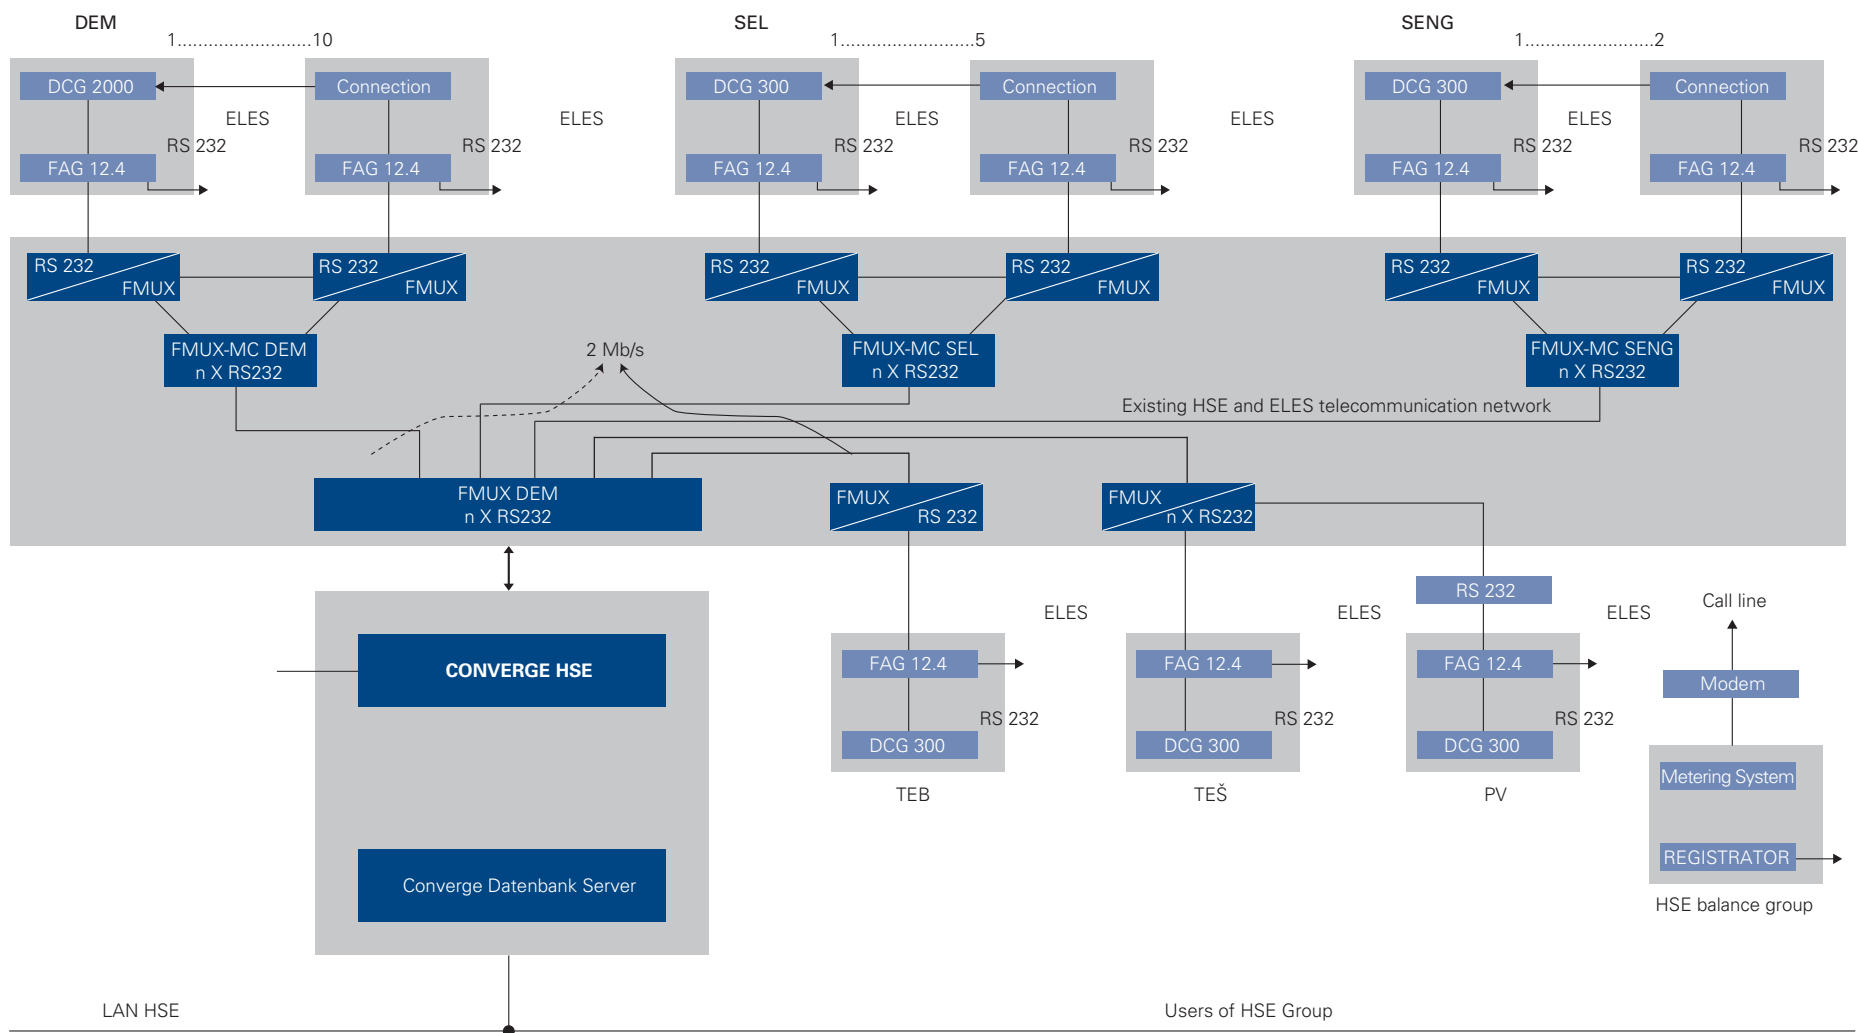 DEM
SEL
SENG
1..........................10
1..........................5
1.........................2
DCG 2000
Connection
DCG 300
Connection
DCG 300
Connection
ELES
ELES
ELES
ELES
ELES
RS 232
RS 232
RS 232
RS 232
RS 232
RS 232
FAG 12.4
FAG 12.4
FAG 12.4
FAG 12.4
FAG 12.4
FAG 12.4
RS 232
FMUX
RS 232
FMUX
RS 232
FMUX
RS 232
FMUX
RS 232
FMUX
RS 232
FMUX
FMUX-MC DEM
n X RS232
2 Mb/s
FMUX-MC SEL
n X RS232
FMUX-MC SENG
n X RS232
Existing HSE and ELES telecommunication network
FMUX DEM
n X RS232
FMUX
RS 232
FMUX
n X RS232
RS 232
ELES
ELES
ELES
Call line
CONVERGE HSE
FAG 12.4
FAG 12.4
FAG 12.4
Modem
RS 232
RS 232
RS 232
DCG 300
DCG 300
DCG 300
TEB
TEŠ
PV
Metering System
REGISTRATOR
HSE balance group
Converge Datenbank Server
LAN HSE
Users of HSE Group